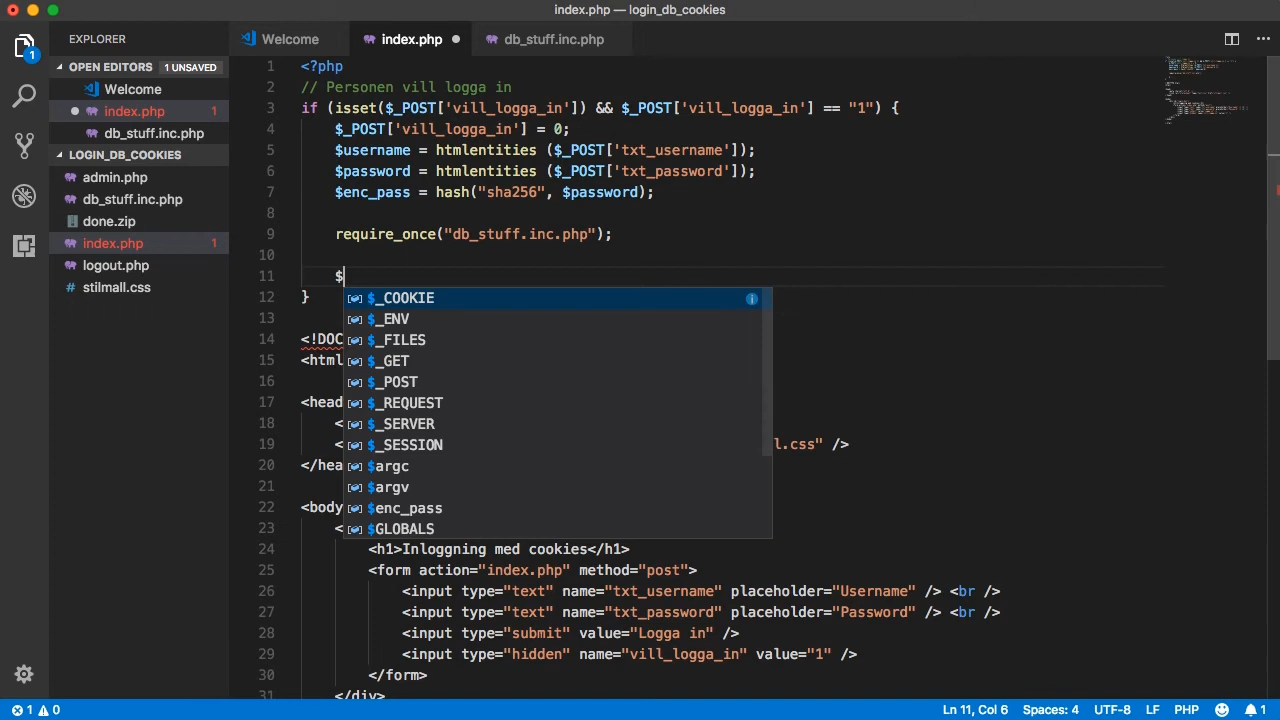 index.php — login_db_cookies
EXPLORER
Welcome
index.php
db_stuff.inc.php
OPEN EDITORS 1 UNSAVED
Welcome
index.php 1
db_stuff.inc.php
LOGIN_DB_COOKIES
admin.php
db_stuff.inc.php
done.zip
index.php 1
logout.php
stilmall.css
1
1 <?php
2 // Personen vill logga in
3 if (isset($_POST['vill_logga_in']) && $_POST['vill_logga_in'] == "1") {
4 $_POST['vill_logga_in'] = 0;
5 $username = htmlentities ($_POST['txt_username']);
6 $password = htmlentities ($_POST['txt_password']);
7 $enc_pass = hash("sha256", $password);
8
9 require_once("db_stuff.inc.php");
10
11 $
12 }
13
14 <!DOC
15 <html
16
17 <head
18 <
19 < l.css" />
20 </hea
21
22 <body
23 <
24 <h1>Inloggning med cookies</h1>
25 <form action="index.php" method="post">
26 <input type="text" name="txt_username" placeholder="Username" /> <br />
27 <input type="text" name="txt_password" placeholder="Password" /> <br />
28 <input type="submit" value="Logga in" />
29 <input type="hidden" name="vill_logga_in" value="1" />
30 </form>
31 </div>
$_COOKIE
$_ENV
$_FILES
$_GET
$_POST
$_REQUEST
$_SERVER
$_SESSION
$argc
$argv
$enc_pass
$GLOBALS
1 0
Ln 11, Col 6 Spaces: 4 UTF-8 LF PHP 1